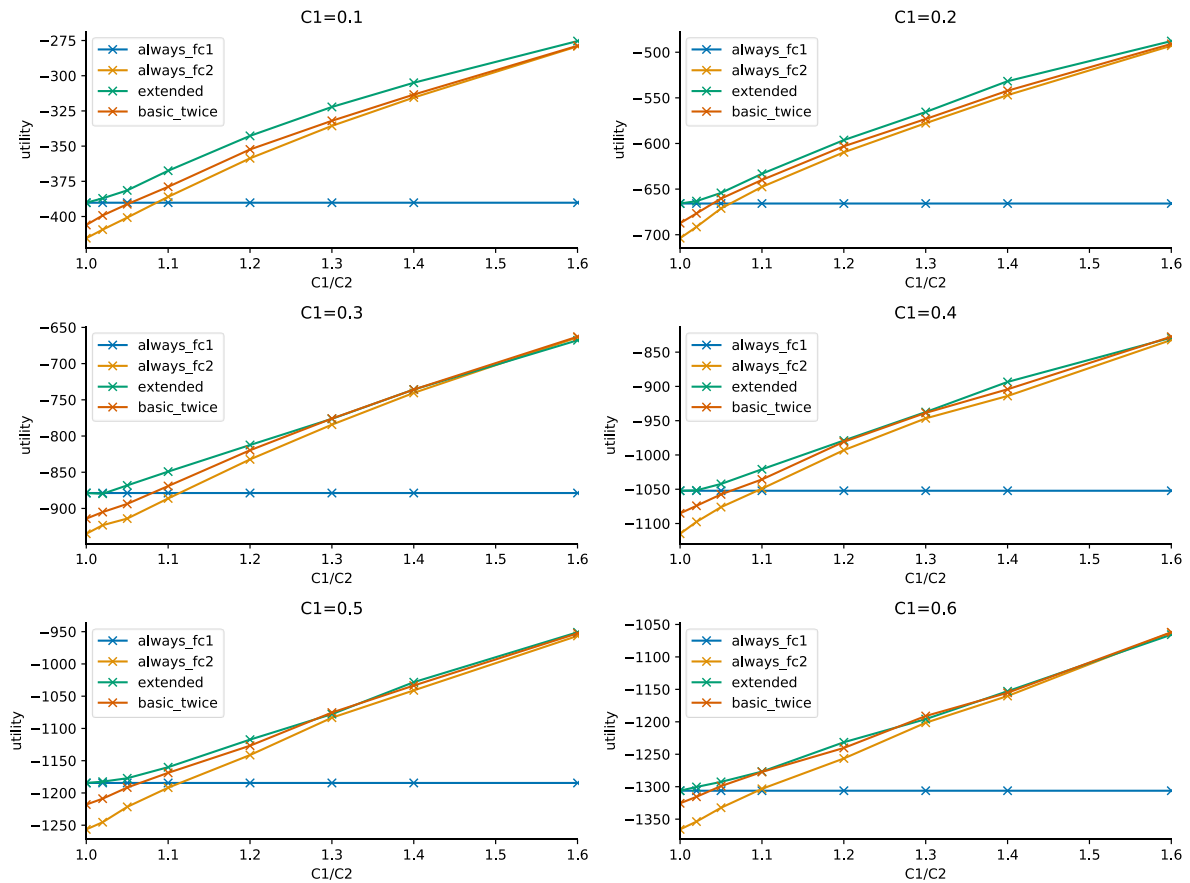 C1=0.1
−275
−300
−325
−350
−375
−400
utility
always_fc1
always_fc2
extended
basic_twice
1.0 1.1 1.2 1.3 1.4 1.5 1.6
C1/C2
C1=0.2
−500
−550
−600
−650
−700
utility
always_fc1
always_fc2
extended
basic_twice
1.0 1.1 1.2 1.3 1.4 1.5 1.6
C1/C2
C1=0.3
−650
−700
−750
−800
−850
−900
utility
always_fc1
always_fc2
extended
basic_twice
1.0 1.1 1.2 1.3 1.4 1.5 1.6
C1/C2
C1=0.4
−850
−900
−950
−1000
−1050
−1100
utility
always_fc1
always_fc2
extended
basic_twice
1.0 1.1 1.2 1.3 1.4 1.5 1.6
C1/C2
C1=0.5
−950
−1000
−1050
−1100
−1150
−1200
−1250
utility
always_fc1
always_fc2
extended
basic_twice
1.0 1.1 1.2 1.3 1.4 1.5 1.6
C1/C2
C1=0.6
−1050
−1100
−1150
−1200
−1250
−1300
−1350
utility
always_fc1
always_fc2
extended
basic_twice
1.0 1.1 1.2 1.3 1.4 1.5 1.6
C1/C2